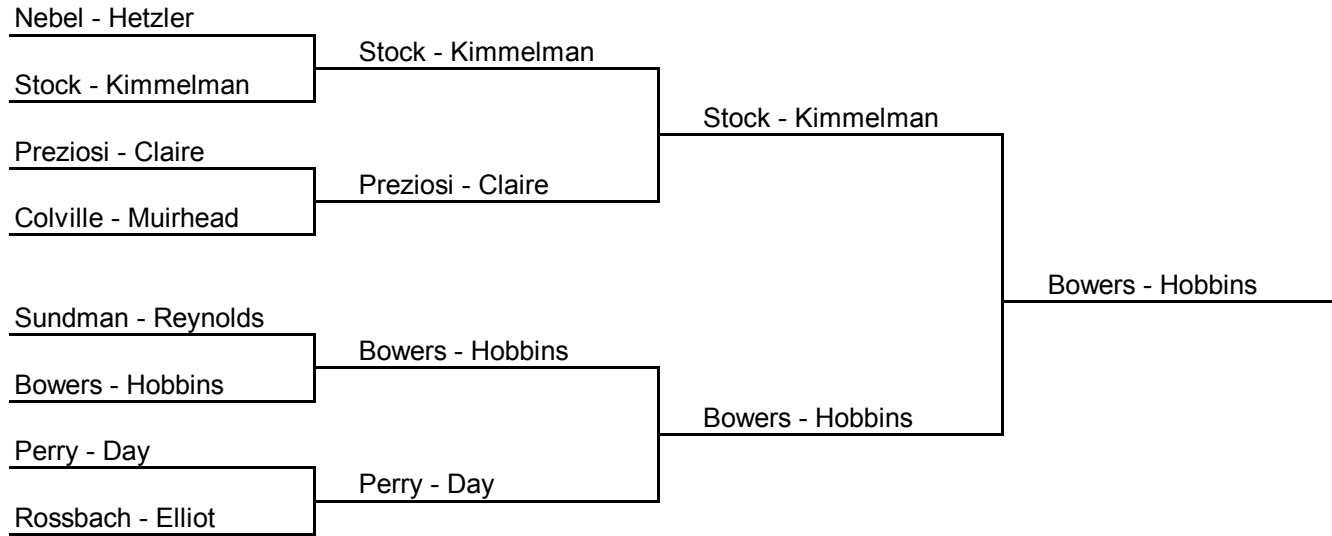 Nebel - Hetzler
Stock - Kimmelman
Preziosi - Claire
Colville - Muirhead
Sundman - Reynolds
Bowers - Hobbins
Perry - Day
Rossbach - Elliot
Stock - Kimmelman
Preziosi - Claire
Bowers - Hobbins
Perry - Day
Stock - Kimmelman
Bowers - Hobbins
Bowers - Hobbins